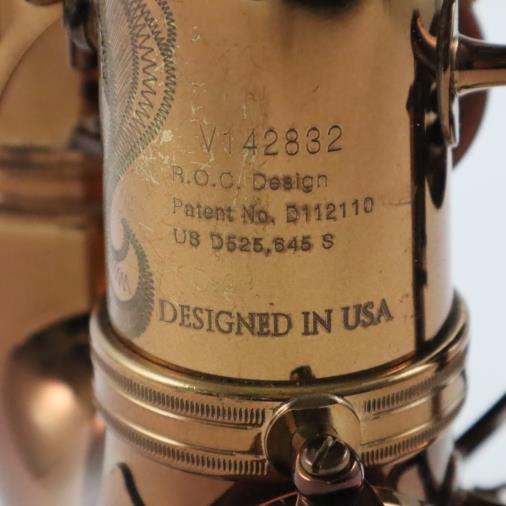 V142832
R.O.C. Design
Patent No. D112110
US D525,645 S
DESIGNED IN USA